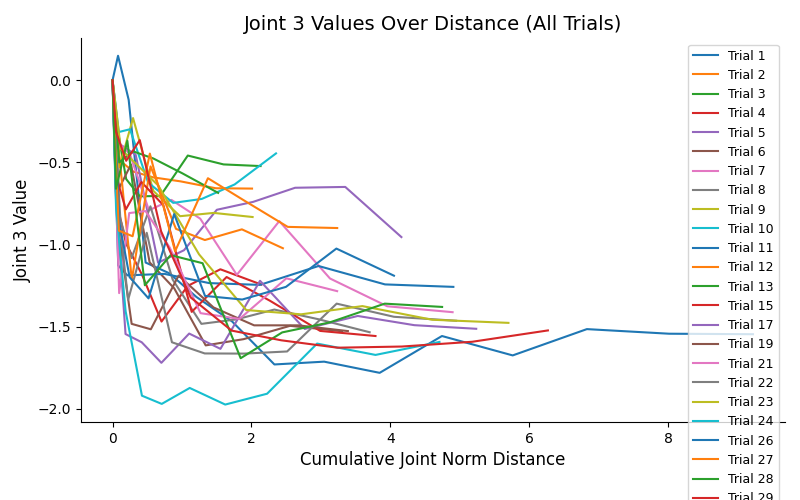 Joint 3 Values Over Distance (All Trials)
Joint 3 Value
0.0
−0.5
−1.0
−1.5
−2.0
0
2
4
6
8
Cumulative Joint Norm Distance
Trial 1
Trial 2
Trial 3
Trial 4
Trial 5
Trial 6
Trial 7
Trial 8
Trial 9
Trial 10
Trial 11
Trial 12
Trial 13
Trial 15
Trial 17
Trial 19
Trial 21
Trial 22
Trial 23
Trial 24
Trial 26
Trial 27
Trial 28
Trial 29